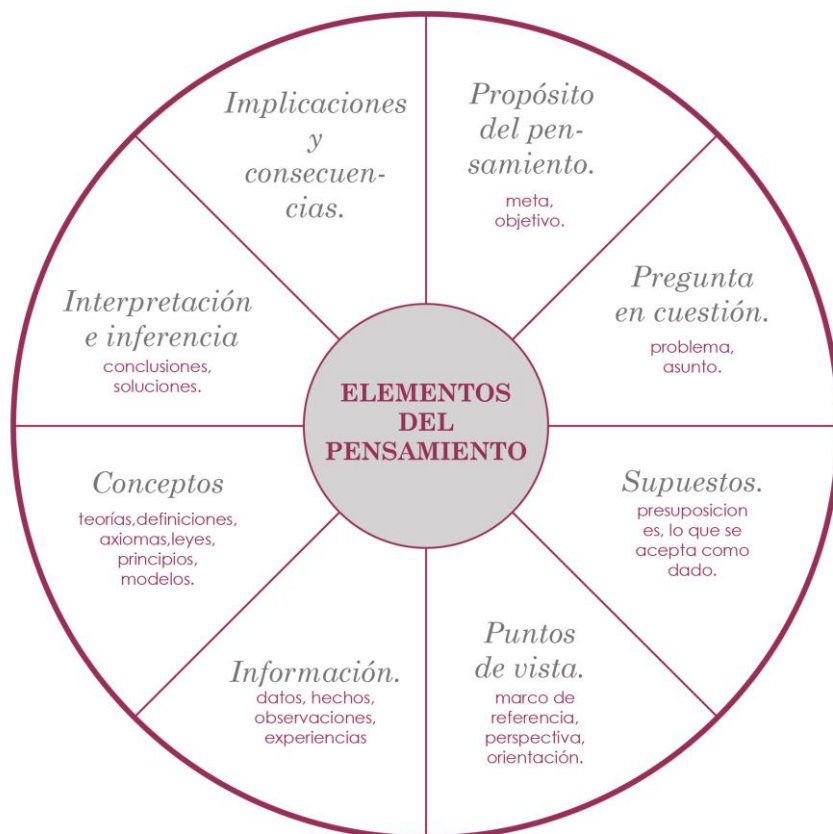 Implicaciones
y
consecuen-
cias.
Propósito
del pen-
samiento.
meta,
objetivo.
Pregunta
en cuestión.
problema,
asunto.
Supuestos.
presuposicion
es, lo que se
acepta como
dado.
Puntos
de vista.
marco de
referencia,
perspectiva,
orientación.
Información.
datos, hechos,
observaciones,
experiencias
Conceptos
teorías,definiciones,
axiomas,leyes,
principios,
modelos.
Interpretación
e inferencia
conclusiones,
soluciones.
ELEMENTOS
DEL
PENSAMIENTO